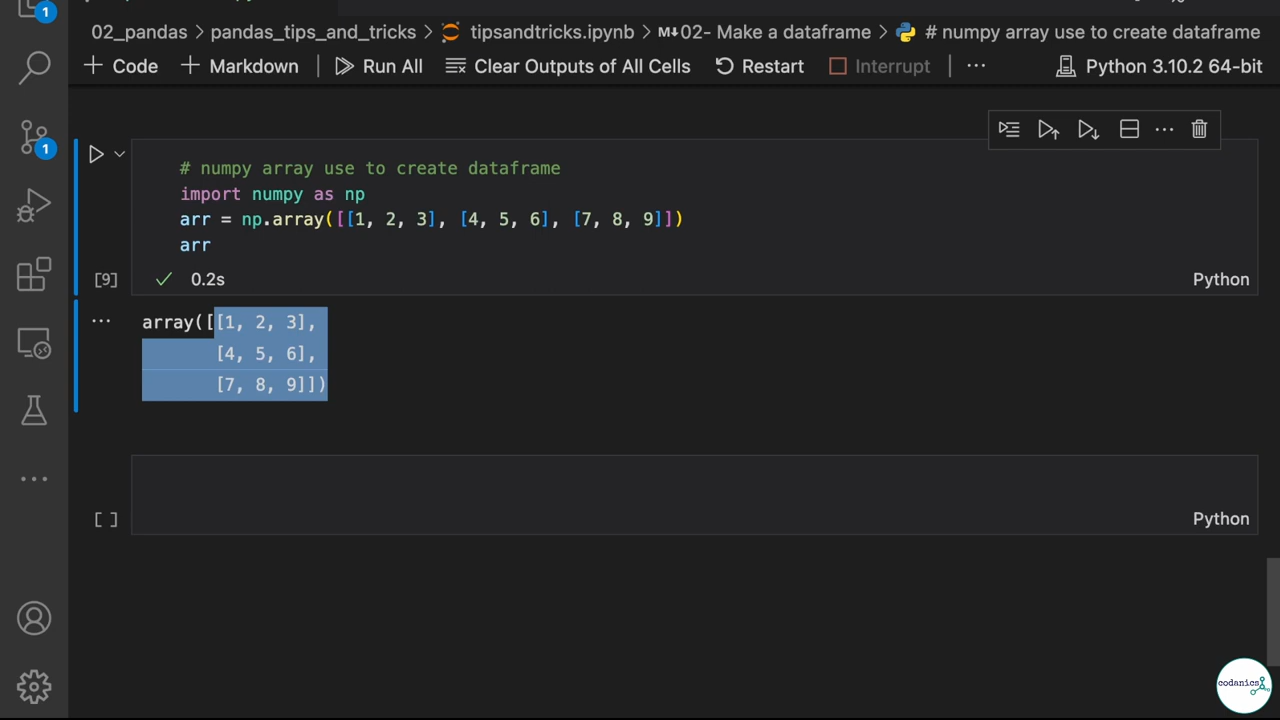 1
02_pandas > pandas_tips_and_tricks > tipsandtricks.ipynb > M↓02- Make a dataframe > # numpy array use to create dataframe
+ Code + Markdown | Run All Clear Outputs of All Cells Restart Interrupt | ... Python 3.10.2 64-bit
1
# numpy array use to create dataframe
import numpy as np
arr = np.array([[1, 2, 3], [4, 5, 6], [7, 8, 9]])
arr
[9] ✓ 0.2s Python
... array([[1, 2, 3],
[4, 5, 6],
[7, 8, 9]])
[ ] Python
codanics